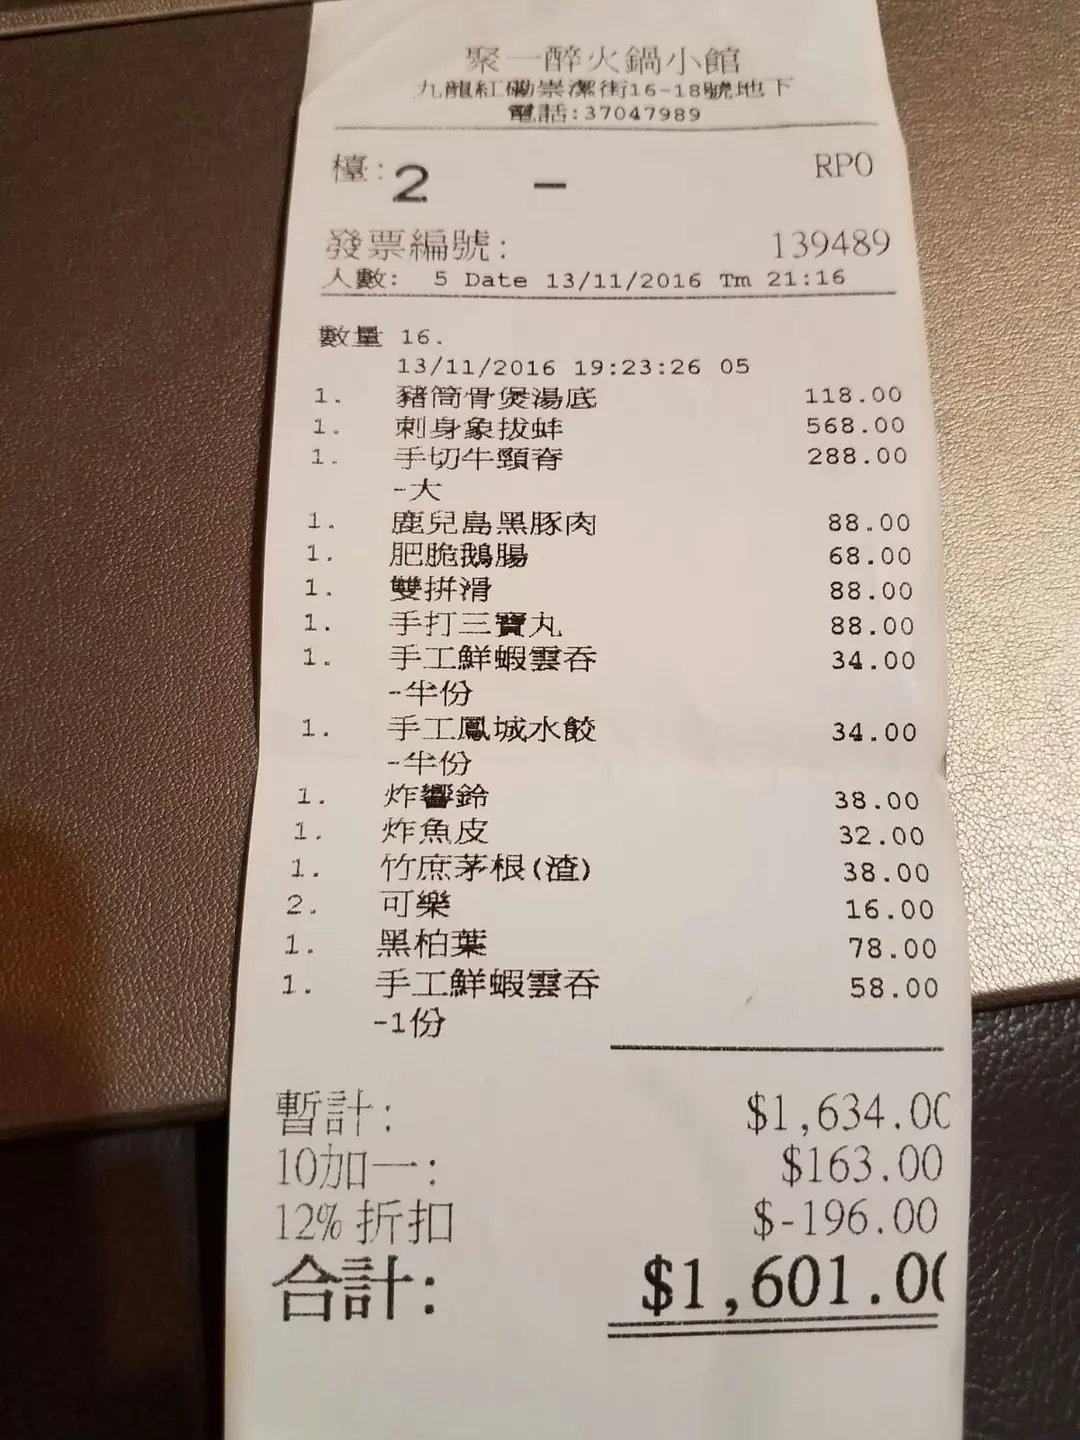 聚一醉火鍋小館
九龍紅磡崇潔街16-18號地下
電話:37047989
檯: 2 - RP0
發票編號: 139489
人數: 5 Date 13/11/2016 Tm 21:16
數量 16.
13/11/2016 19:23:26 05
1. 豬筒骨煲湯底 118.00
1. 刺身象拔蚌 568.00
1. 手切牛頸脊 288.00
-大
1. 鹿兒島黑豚肉 88.00
1. 肥脆鵝腸 68.00
1. 雙拼滑 88.00
1. 手打三寶丸 88.00
1. 手工鮮蝦雲吞 34.00
-半份
1. 手工鳳城水餃 34.00
-半份
1. 炸響鈴 38.00
1. 炸魚皮 32.00
1. 竹庶茅根(渣) 38.00
2. 可樂 16.00
1. 黑柏葉 78.00
1. 手工鮮蝦雲吞 58.00
-1份
暫計: $1,634.00
10加一: $163.00
12% 折扣 $-196.00
合計: $1,601.00